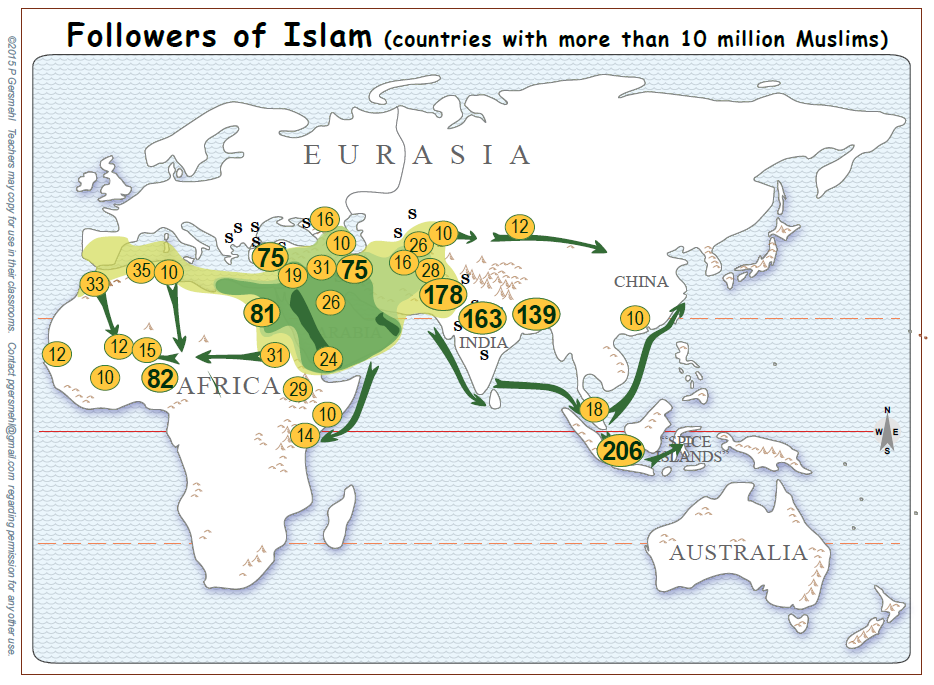 Followers of Islam (countries with more than 10 million Muslims)
©2015 P Gersmehl Teachers may copy for use in their classrooms. Contact pgersmehl@gmail.com regarding permission for any other use.
EURASIA
S
16
S
S
S
S
S
S
S
S
10
12
10
26
75
19
31
75
16
28
33
35
10
S
CHINA
178
26
81
S
S
163
139
10
INDIA
S
12
12
15
31
24
10
82
AFRICA
29
10
14
18
206
"SPICE
ISLANDS"
N
W E
S
AUSTRALIA